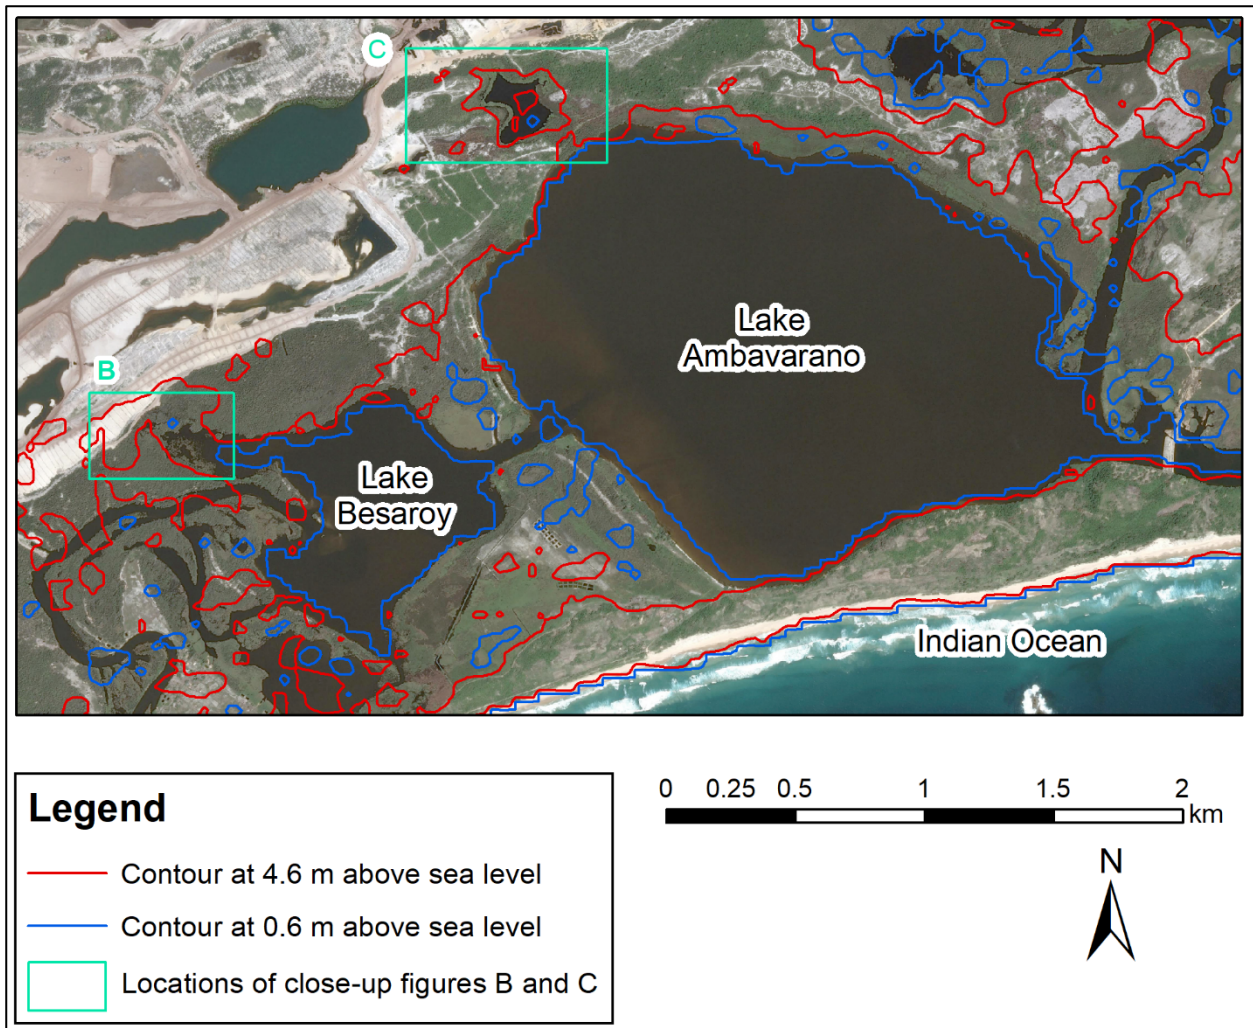 C
B
Lake
Ambavarano
Lake
Besaroy
Indian Ocean
Legend
Contour at 4.6 m above sea level
Contour at 0.6 m above sea level
Locations of close-up figures B and C
0 0.25 0.5 1 1.5 2
km
N